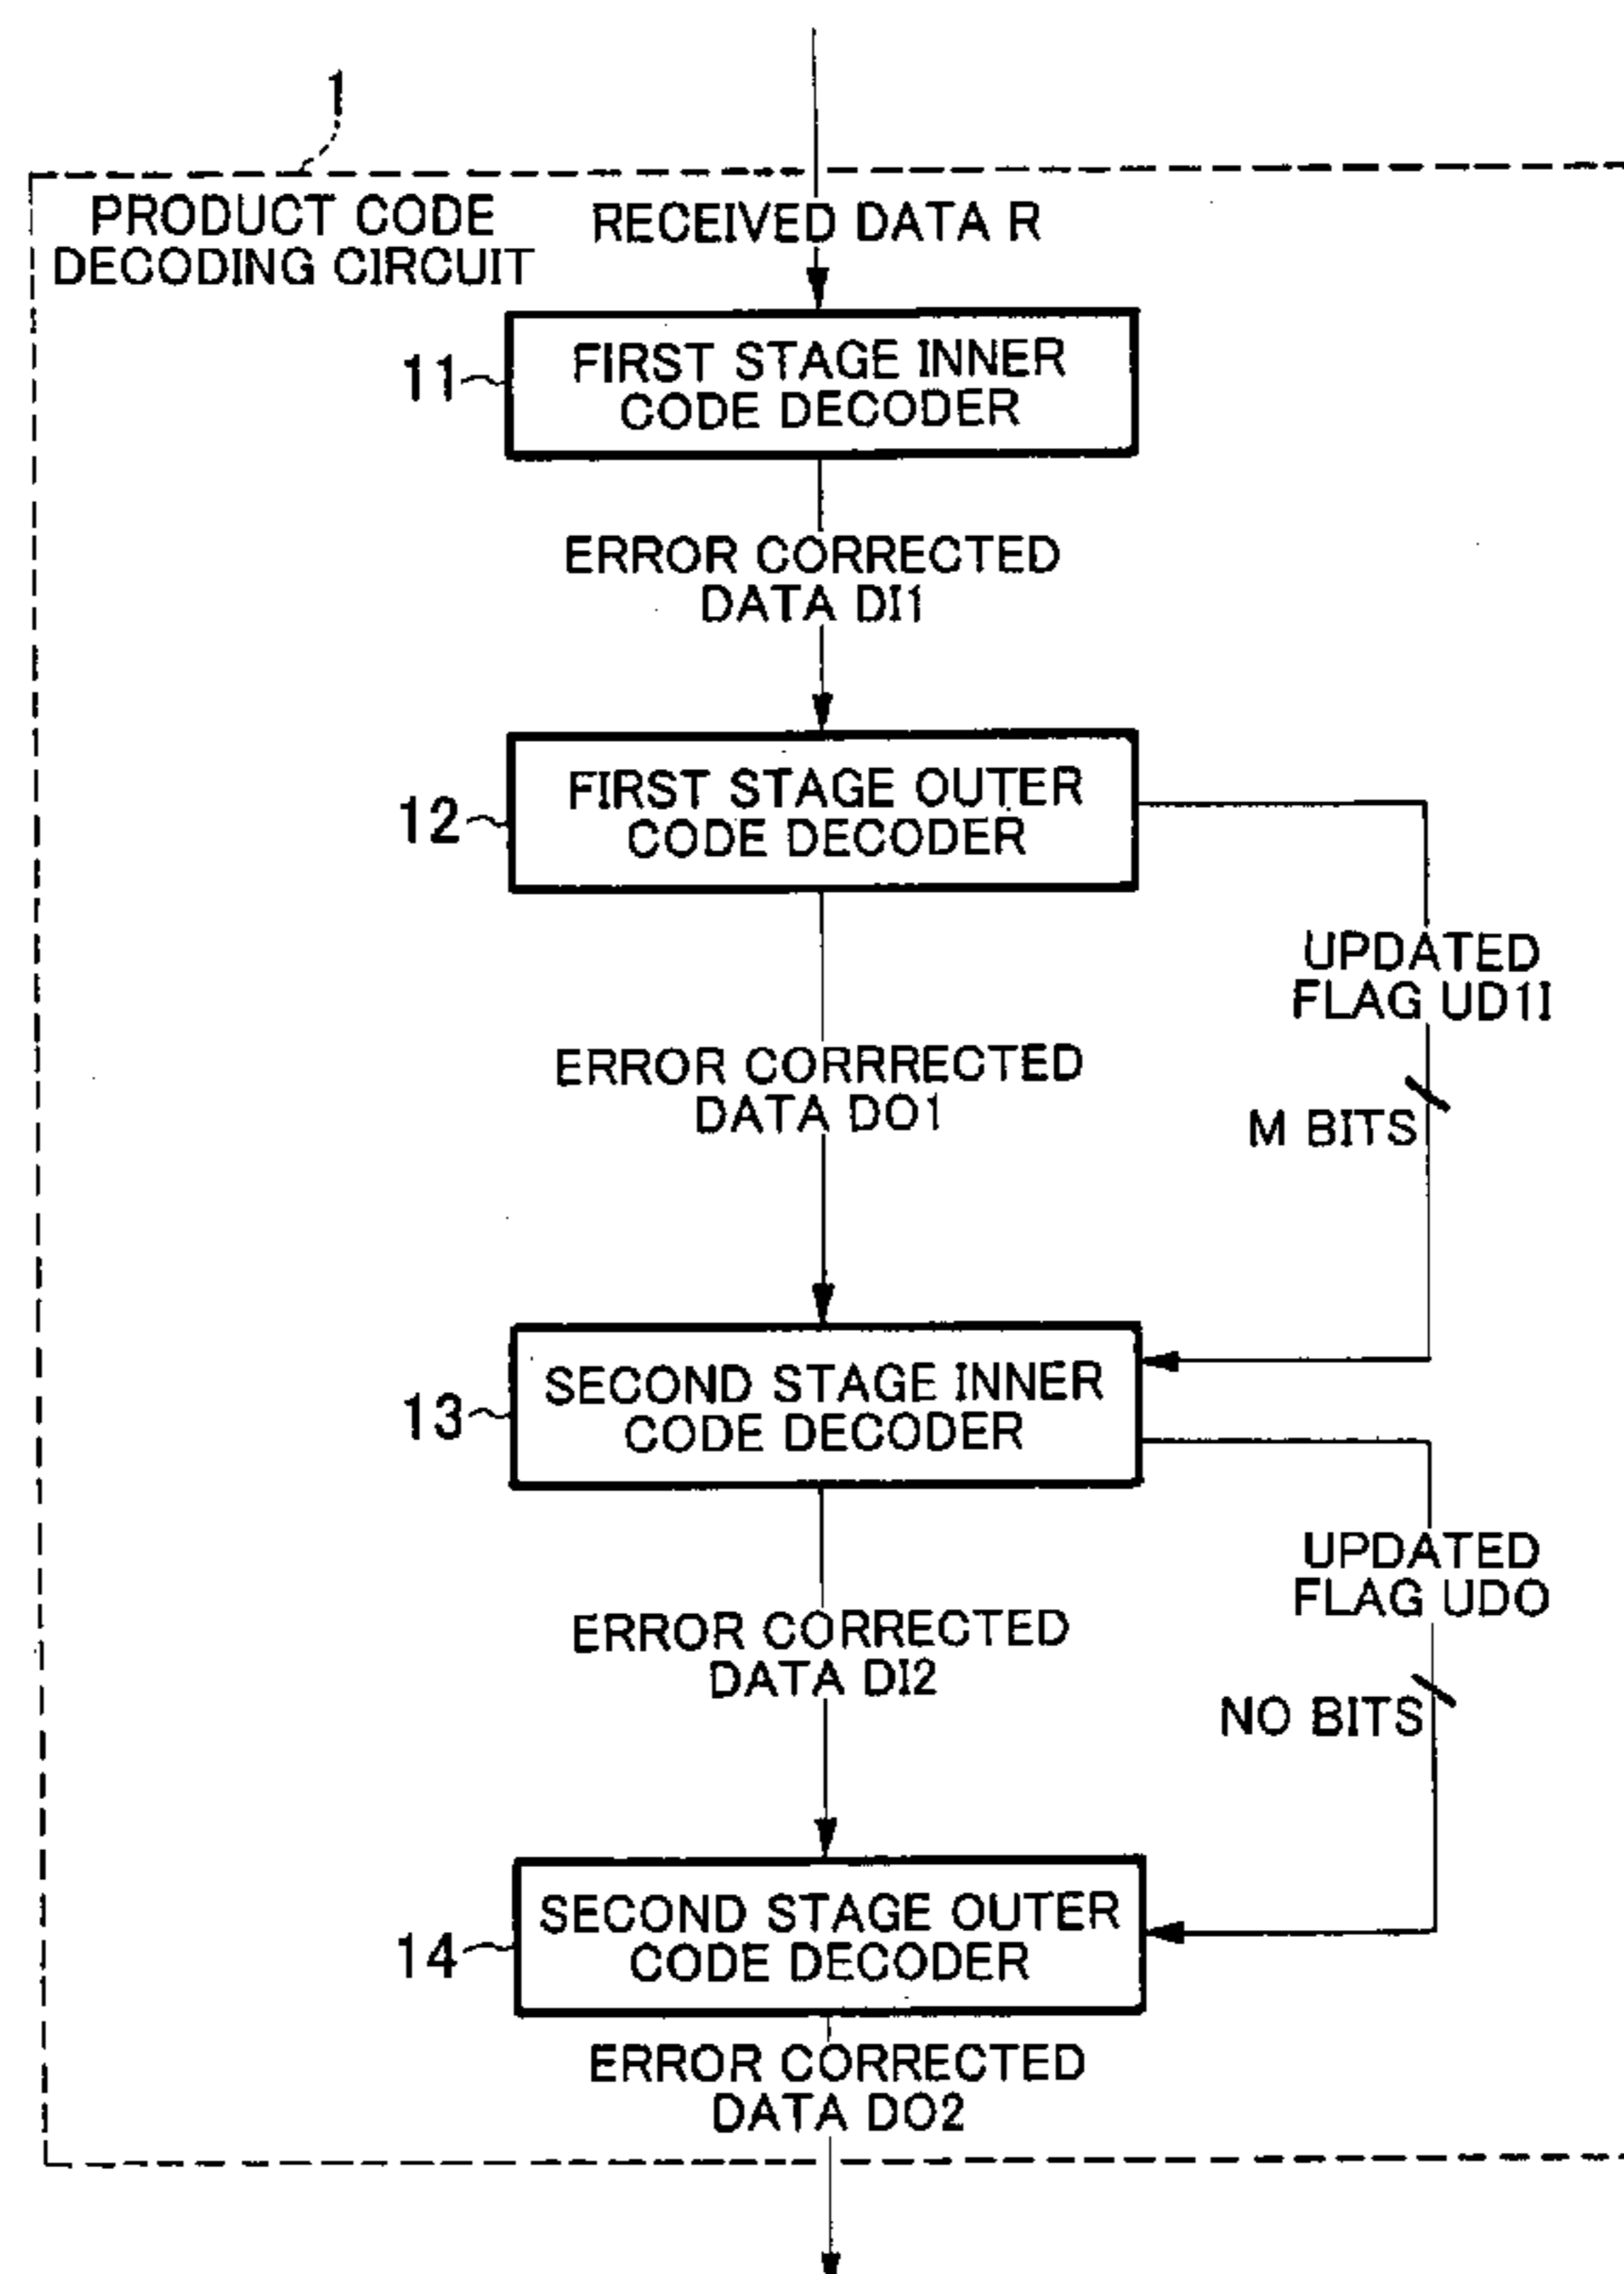 1
PRODUCT CODE
DECODING CIRCUIT
RECEIVED DATA R
11
FIRST STAGE INNER
CODE DECODER
ERROR CORRECTED
DATA DI1
12
FIRST STAGE OUTER
CODE DECODER
UPDATED
FLAG UD1I
ERROR CORRRECTED
DATA DO1
M BITS
13
SECOND STAGE INNER
CODE DECODER
UPDATED
FLAG UDO
ERROR CORRECTED
DATA DI2
NO BITS
14
SECOND STAGE OUTER
CODE DECODER
ERROR CORRECTED
DATA DO2